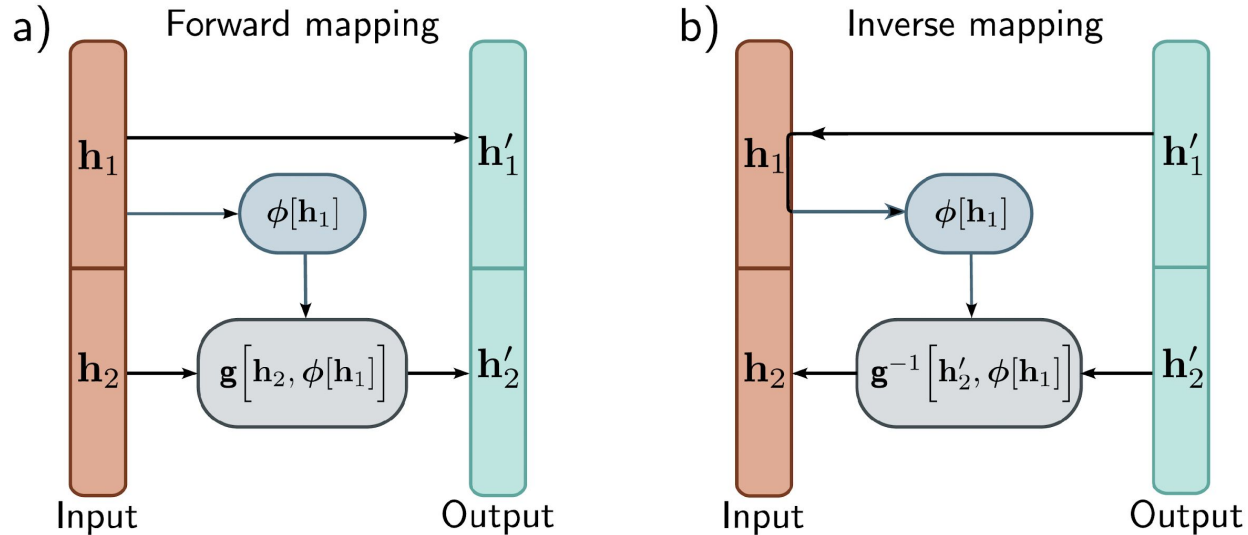 a) Forward mapping
h₁
h′₁
ϕ[h₁]
h₂
g[h₂, ϕ[h₁]]
h′₂
Input
Output
b) Inverse mapping
h₁
h′₁
ϕ[h₁]
h₂
g⁻¹[h′₂, ϕ[h₁]]
h′₂
Input
Output